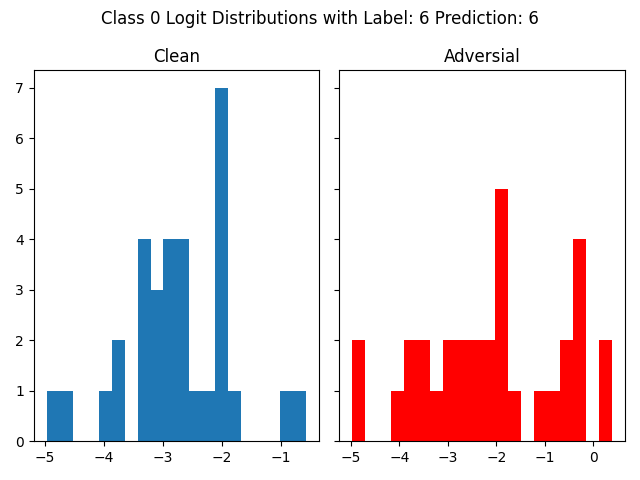 Class 0 Logit Distributions with Label: 6 Prediction: 6
Clean
Adversial
7
6
5
4
3
2
1
0
−5 −4 −3 −2 −1
−5 −4 −3 −2 −1 0